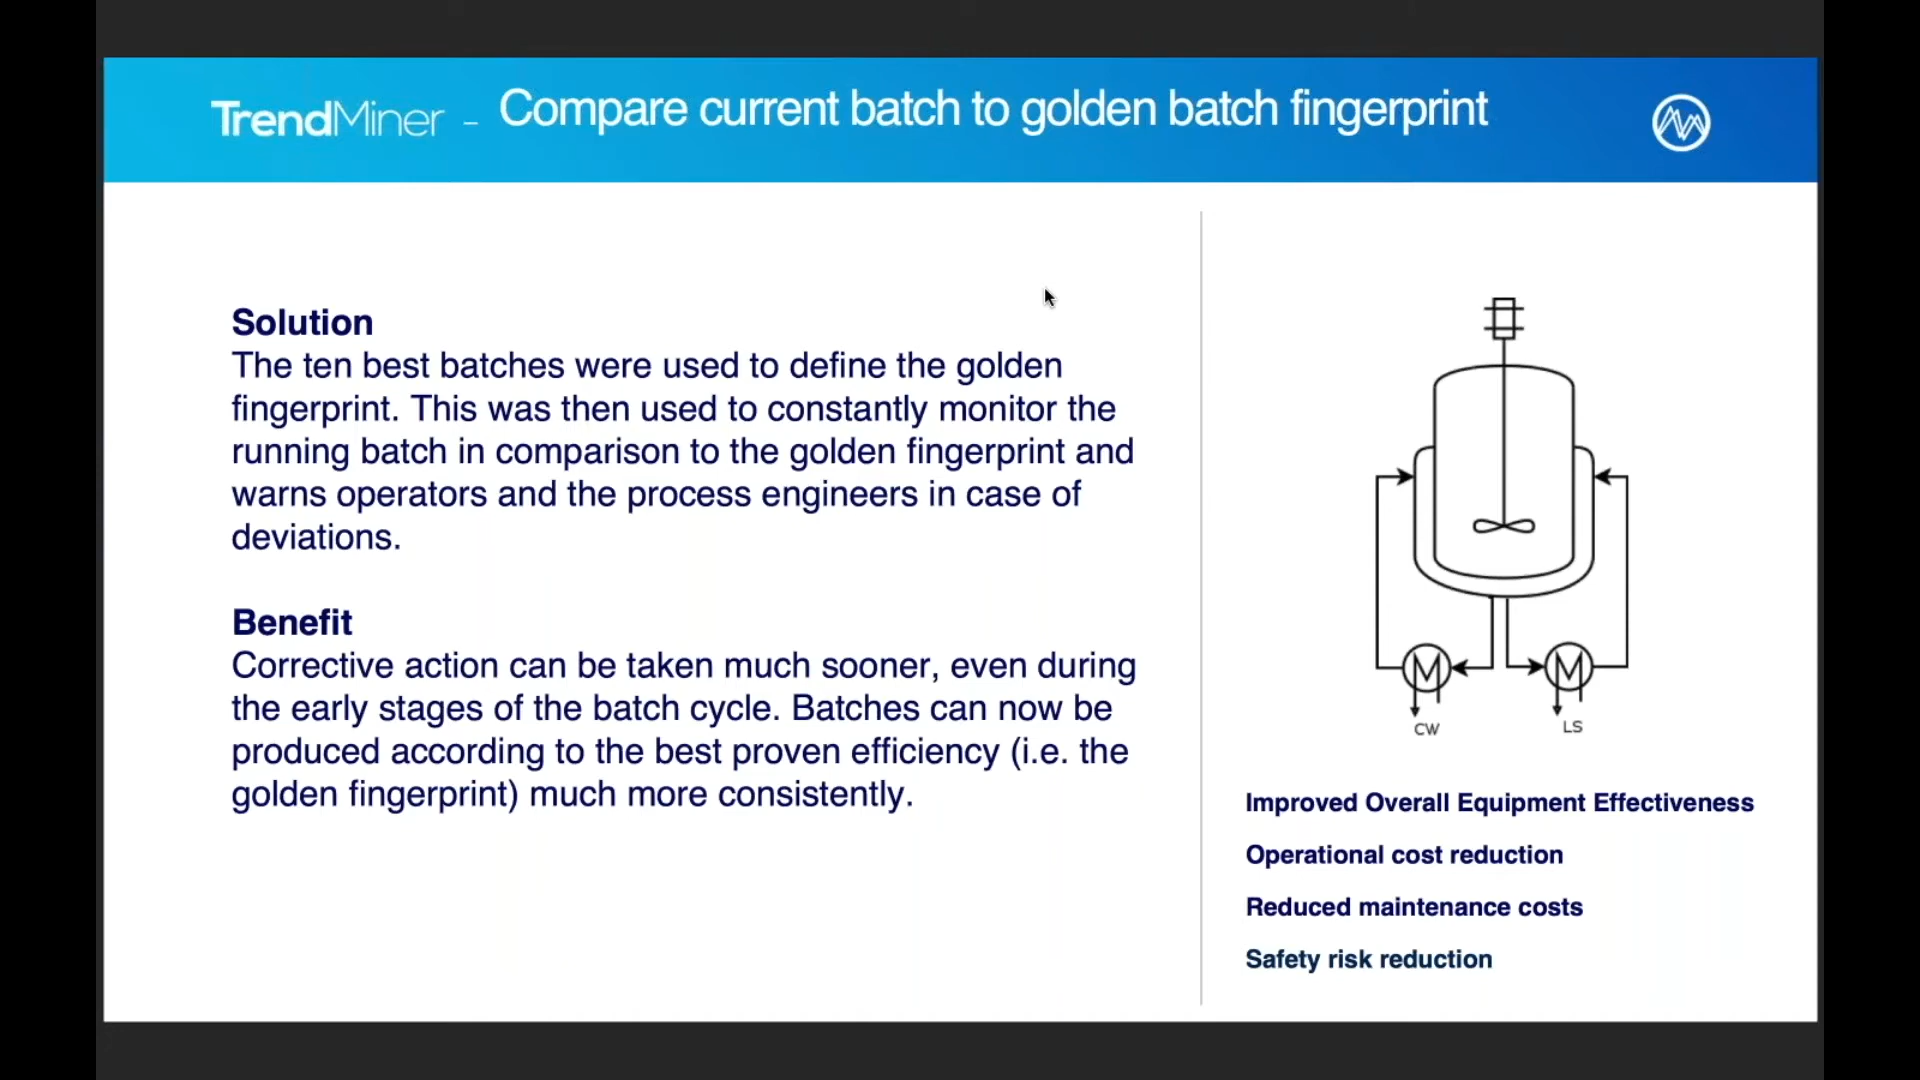 TrendMiner - Compare current batch to golden batch fingerprint
Solution
The ten best batches were used to define the golden
fingerprint. This was then used to constantly monitor the
running batch in comparison to the golden fingerprint and
warns operators and the process engineers in case of
deviations.
Benefit
Corrective action can be taken much sooner, even during
the early stages of the batch cycle. Batches can now be
produced according to the best proven efficiency (i.e. the
golden fingerprint) much more consistently.
CW
LS
Improved Overall Equipment Effectiveness
Operational cost reduction
Reduced maintenance costs
Safety risk reduction